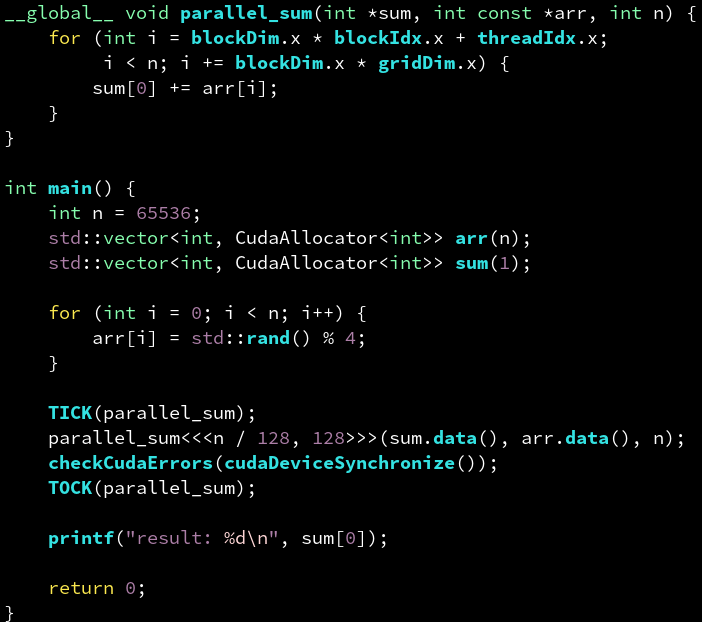 __global__ void parallel_sum(int *sum, int const *arr, int n) {
    for (int i = blockDim.x * blockIdx.x + threadIdx.x;
         i < n; i += blockDim.x * gridDim.x) {
        sum[0] += arr[i];
    }
}

int main() {
    int n = 65536;
    std::vector<int, CudaAllocator<int>> arr(n);
    std::vector<int, CudaAllocator<int>> sum(1);

    for (int i = 0; i < n; i++) {
        arr[i] = std::rand() % 4;
    }

    TICK(parallel_sum);
    parallel_sum<<<n / 128, 128>>>(sum.data(), arr.data(), n);
    checkCudaErrors(cudaDeviceSynchronize());
    TOCK(parallel_sum);

    printf("result: %d\n", sum[0]);

    return 0;
}